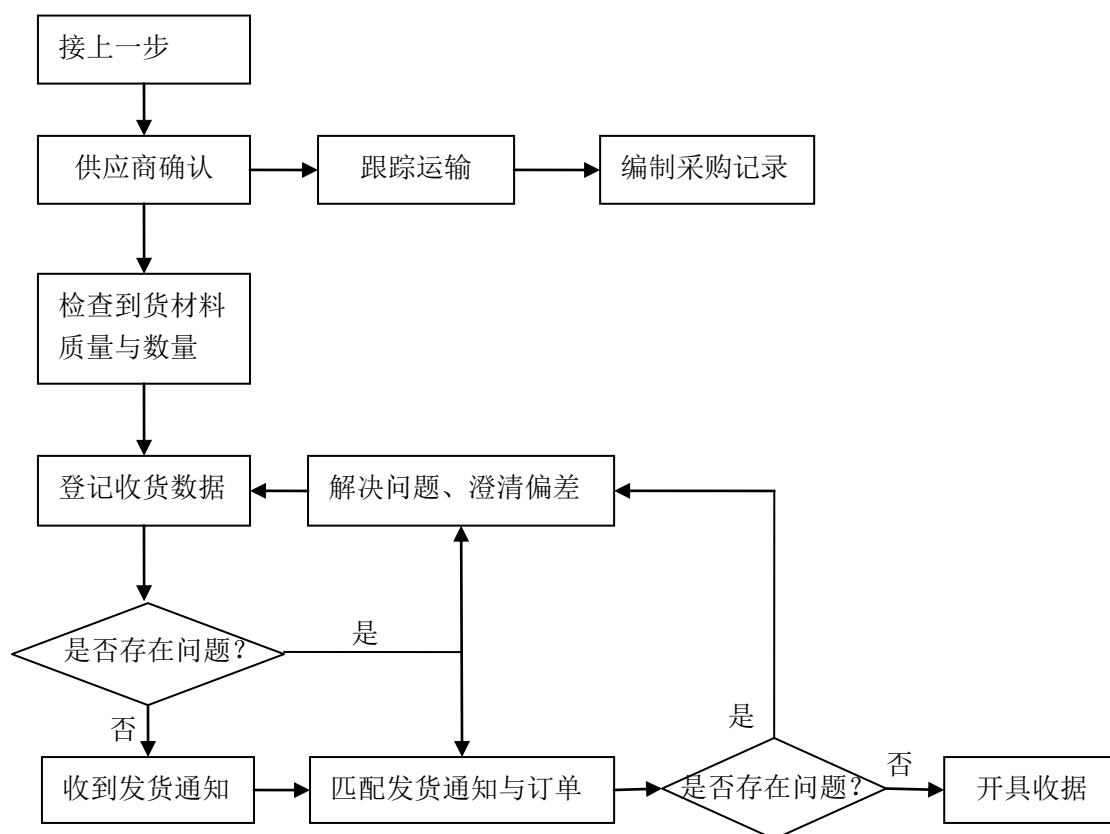 接上一步
供应商确认
跟踪运输
编制采购记录
检查到货材料
质量与数量
登记收货数据
解决问题、澄清偏差
是否存在问题？
是
否
收到发货通知
匹配发货通知与订单
是否存在问题？
是
否
开具收据